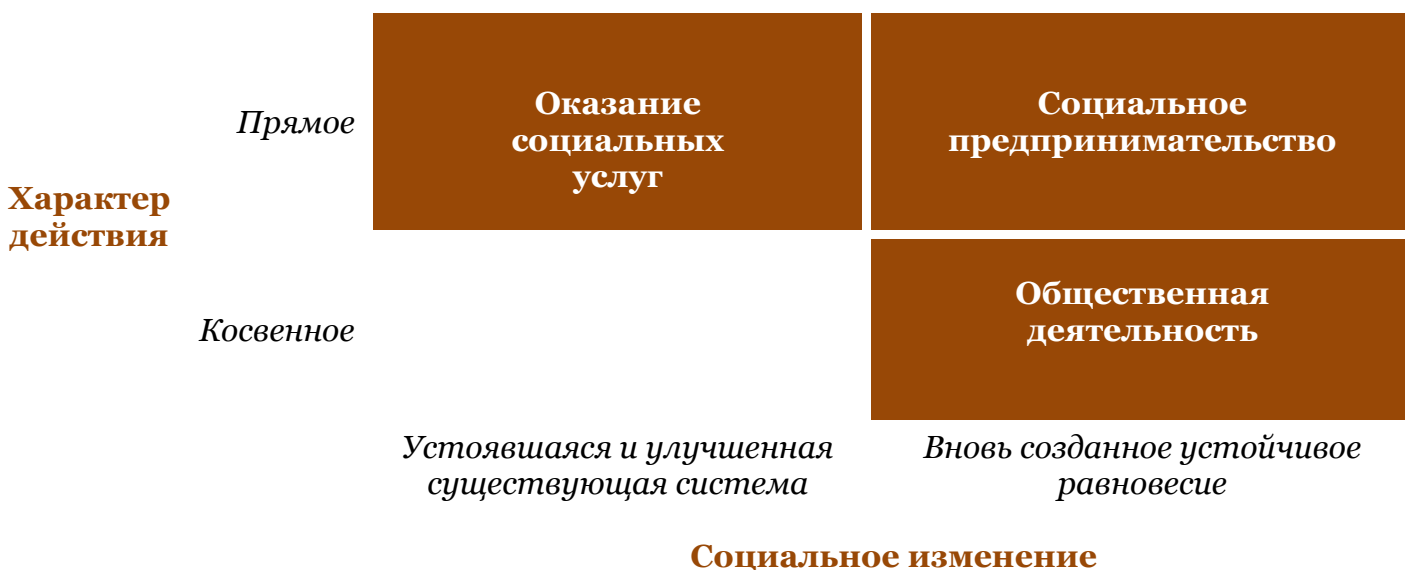 Прямое
Оказание
социальных
услуг
Социальное
предпринимательство
Характер
действия
Косвенное
Общественная
деятельность
Устоявшаяся и улучшенная
существующая система
Вновь созданное устойчивое
равновесие
Социальное изменение